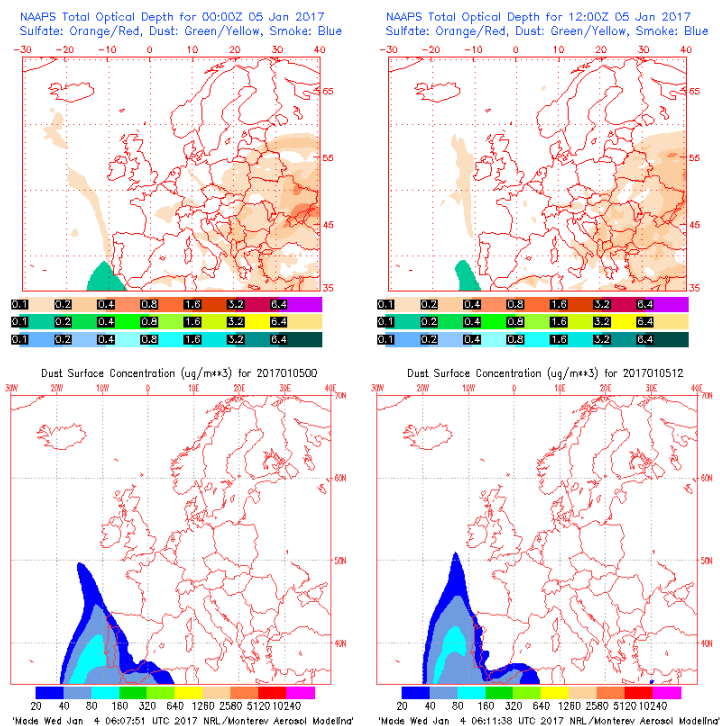 NAAPS Total Optical Depth for 00:00Z 05 Jan 2017
Sulfate: Orange/Red, Dust: Green/Yellow, Smoke: Blue
-30 -20 -10 0 10 20 30 40
65
55
45
35
0.1 0.2 0.4 0.8 1.6 3.2 6.4
0.1 0.2 0.4 0.8 1.6 3.2 6.4
0.1 0.2 0.4 0.8 1.6 3.2 6.4
NAAPS Total Optical Depth for 12:00Z 05 Jan 2017
Sulfate: Orange/Red, Dust: Green/Yellow, Smoke: Blue
-30 -20 -10 0 10 20 30 40
65
55
45
35
0.1 0.2 0.4 0.8 1.6 3.2 6.4
0.1 0.2 0.4 0.8 1.6 3.2 6.4
0.1 0.2 0.4 0.8 1.6 3.2 6.4
Dust Surface Concentration (ug/m**3) for 2017010500
30W 20W 10W 0 10E 20E 30E 70N
60N
50N
40N
20 40 80 160 320 640 1280 2580 5120 10240
'Made Wed Jan 4 06:07:51 UTC 2017 NRL/Monterey Aerosol Modeling'
Dust Surface Concentration (ug/m**3) for 2017010512
30W 20W 10W 0 10E 20E 30E 70N
60N
50N
40N
20 40 80 160 320 640 1280 2580 5120 10240
'Made Wed Jan 4 06:11:38 UTC 2017 NRL/Monterey Aerosol Modeling'